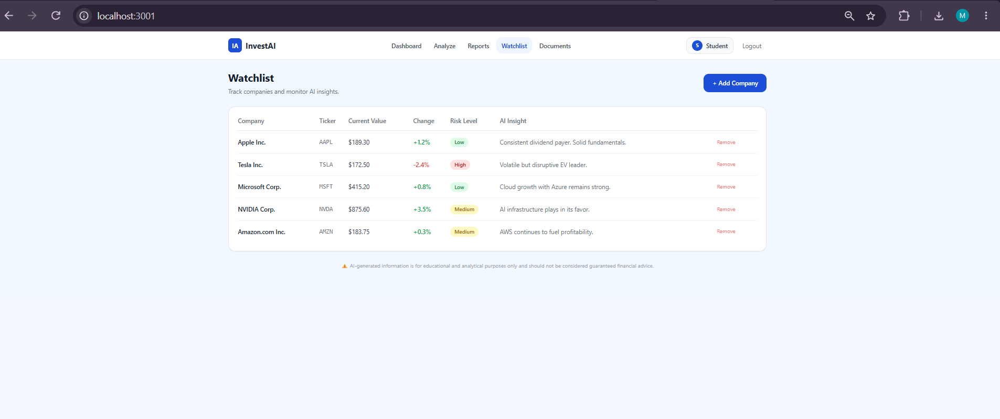 localhost:3001
M
IA InvestAI Dashboard Analyze Reports Watchlist Documents S Student Logout
Watchlist
Track companies and monitor AI insights.
+ Add Company
Company Ticker Current Value Change Risk Level AI Insight
Apple Inc. AAPL $189.30 +1.2% Low Consistent dividend payer. Solid fundamentals. Remove
Tesla Inc. TSLA $172.50 -2.4% High Volatile but disruptive EV leader. Remove
Microsoft Corp. MSFT $415.20 +0.8% Low Cloud growth with Azure remains strong. Remove
NVIDIA Corp. NVDA $875.60 +3.5% Medium AI infrastructure plays in its favor. Remove
Amazon.com Inc. AMZN $183.75 +0.3% Medium AWS continues to fuel profitability. Remove
⚠ AI-generated information is for educational and analytical purposes only and should not be considered guaranteed financial advice.